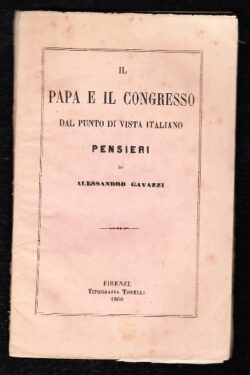 IL
PAPA E IL CONGRESSO
DAL PUNTO DI VISTA ITALIANO
PENSIERI
DI
ALESSANDRO GAVAZZI
FIRENZE
TIPOGRAFIA TORELLI
1860